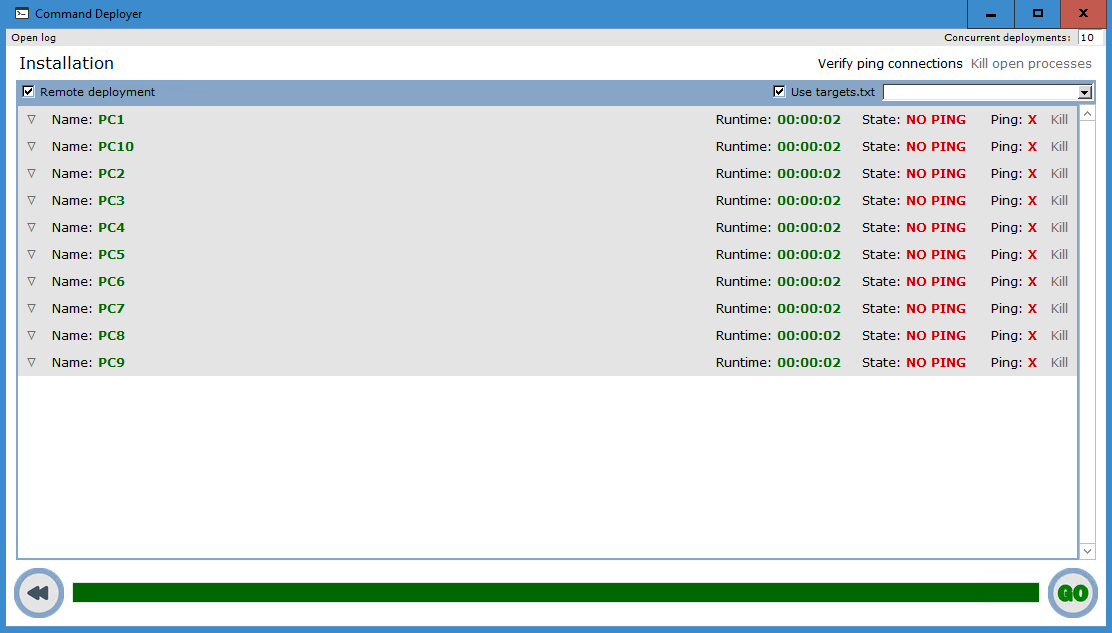 Command Deployer
Open log Concurrent deployments: 10
Installation Verify ping connections Kill open processes
Remote deployment Use targets.txt
Name: PC1 Runtime: 00:00:02 State: NO PING Ping: X Kill
Name: PC10 Runtime: 00:00:02 State: NO PING Ping: X Kill
Name: PC2 Runtime: 00:00:02 State: NO PING Ping: X Kill
Name: PC3 Runtime: 00:00:02 State: NO PING Ping: X Kill
Name: PC4 Runtime: 00:00:02 State: NO PING Ping: X Kill
Name: PC5 Runtime: 00:00:02 State: NO PING Ping: X Kill
Name: PC6 Runtime: 00:00:02 State: NO PING Ping: X Kill
Name: PC7 Runtime: 00:00:02 State: NO PING Ping: X Kill
Name: PC8 Runtime: 00:00:02 State: NO PING Ping: X Kill
Name: PC9 Runtime: 00:00:02 State: NO PING Ping: X Kill
GO